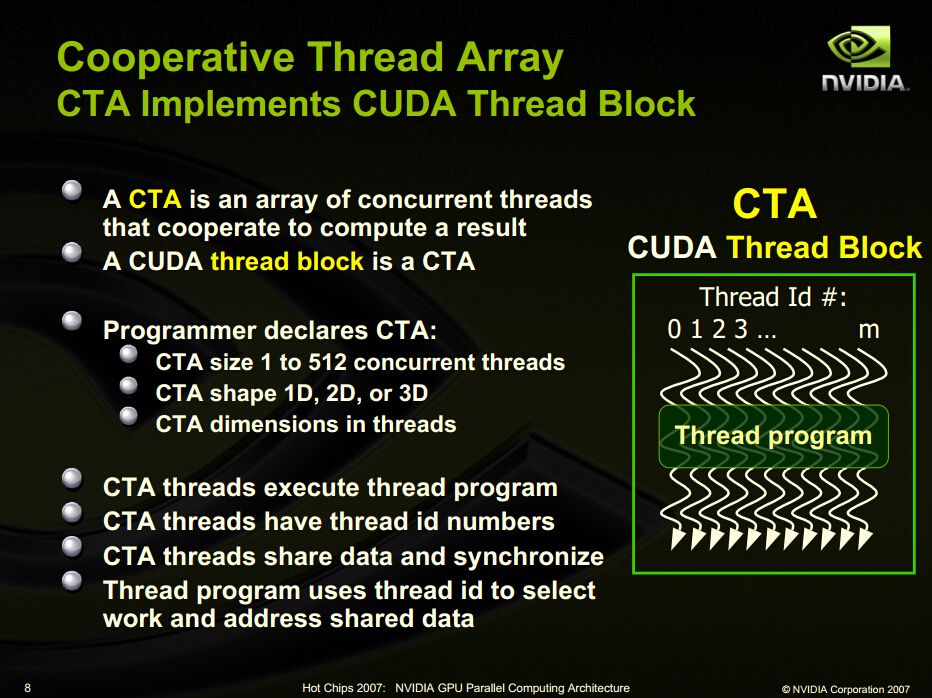 Cooperative Thread Array
CTA Implements CUDA Thread Block
NVIDIA.
A CTA is an array of concurrent threads
that cooperate to compute a result
A CUDA thread block is a CTA
Programmer declares CTA:
CTA size 1 to 512 concurrent threads
CTA shape 1D, 2D, or 3D
CTA dimensions in threads
CTA threads execute thread program
CTA threads have thread id numbers
CTA threads share data and synchronize
Thread program uses thread id to select
work and address shared data
CTA
CUDA Thread Block
Thread Id #:
0 1 2 3 … m
Thread program
8
Hot Chips 2007: NVIDIA GPU Parallel Computing Architecture
© NVIDIA Corporation 2007